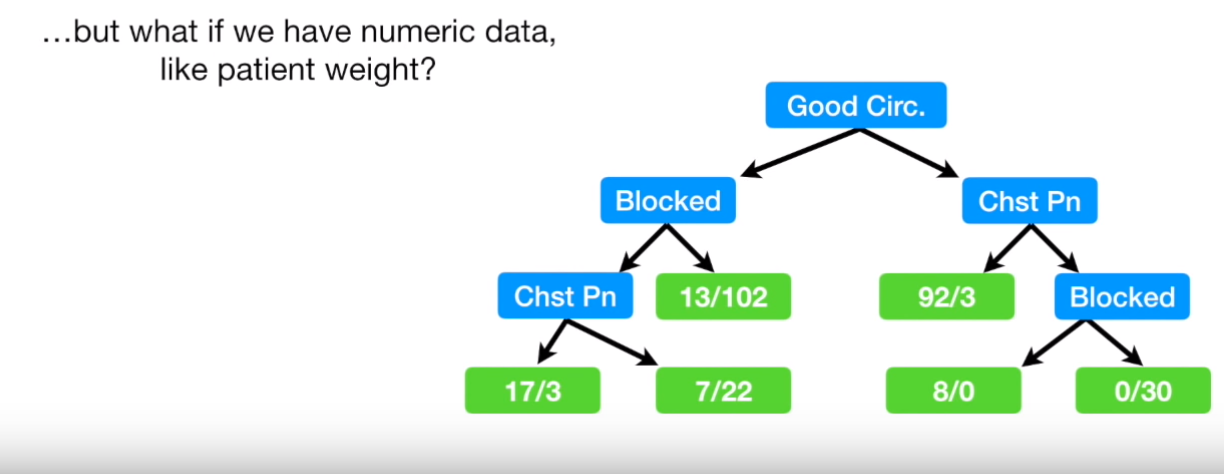 ...but what if we have numeric data,
like patient weight?
Good Circ.
Blocked
Chst Pn
Chst Pn
13/102
92/3
Blocked
17/3
7/22
8/0
0/30